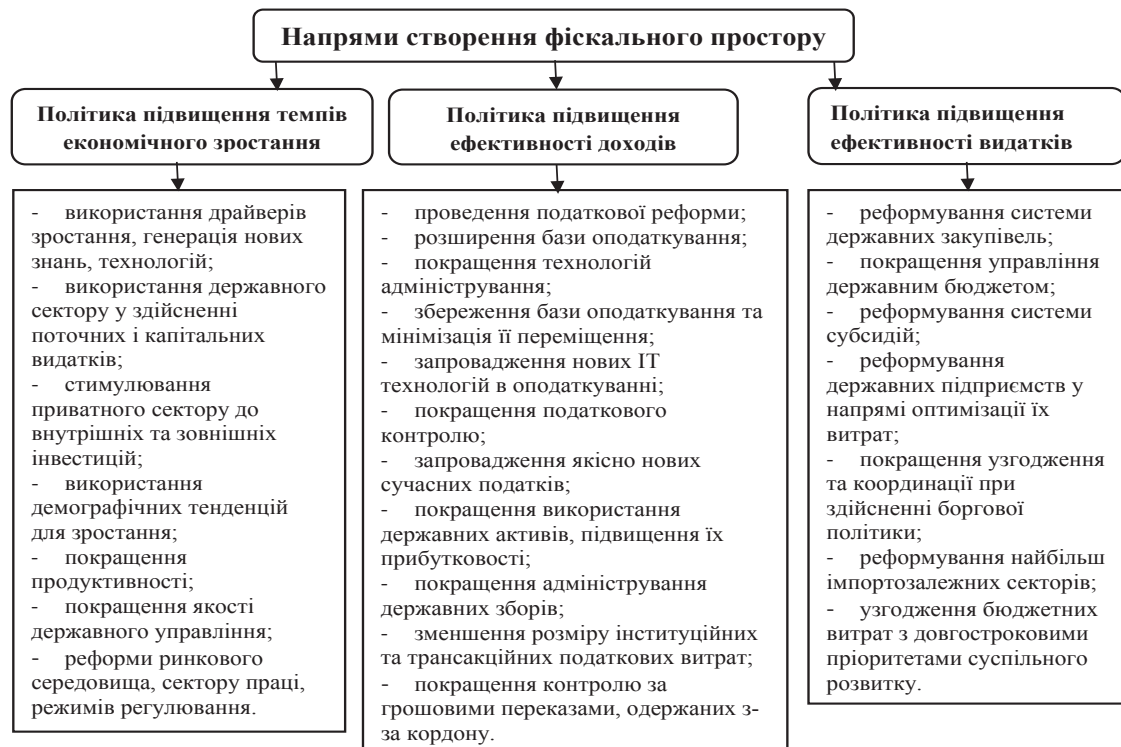 Напрями створення фіскального простору
Політика підвищення темпів
економічного зростання
- використання драйверів
зростання, генерація нових
знань, технологій;
- використання державного
сектору у здійсненні
поточних і капітальних
видатків;
- стимулювання
приватного сектору до
внутрішніх та зовнішніх
інвестицій;
- використання
демографічних тенденцій
для зростання;
- покращення
продуктивності;
- покращення якості
державного управління;
- реформи ринкового
середовища, сектору праці,
режимів регулювання.
Політика підвищення
ефективності доходів
- проведення податкової реформи;
- розширення бази оподаткування;
- покращення технологій
адміністрування;
- збереження бази оподаткування та
мінімізація її переміщення;
- запровадження нових ІТ
технологій в оподаткуванні;
- покращення податкового
контролю;
- запровадження якісно нових
сучасних податків;
- покращення використання
державних активів, підвищення їх
прибутковості;
- покращення адміністрування
державних зборів;
- зменшення розміру інституційних
та трансакційних податкових витрат;
- покращення контролю за
грошовими переказами, одержаних з-
за кордону.
Політика підвищення
ефективності видатків
- реформування системи
державних закупівель;
- покращення управління
державним бюджетом;
- реформування системи
субсидій;
- реформування
державних підприємств у
напрямі оптимізації їх
витрат;
- покращення узгодження
та координації при
здійсненні боргової
політики;
- реформування найбільш
імпортозалежних секторів;
- узгодження бюджетних
витрат з довгостроковими
пріоритетами суспільного
розвитку.